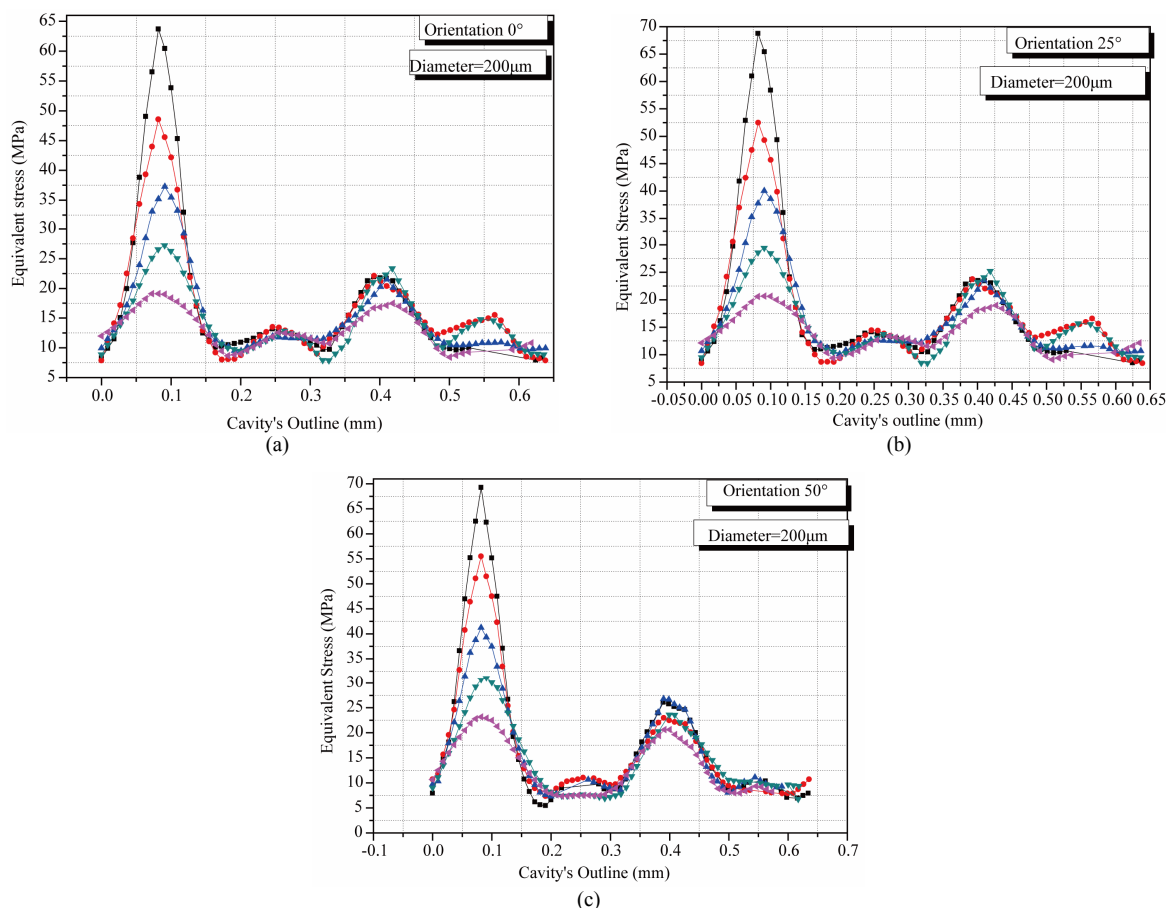 Orientation 0°
Diameter=200μm
65
60
55
50
45
40
35
30
25
20
15
10
5
Equivalent stress (MPa)
0.0 0.1 0.2 0.3 0.4 0.5 0.6
Cavity's Outline (mm)
(a)
Orientation 25°
Diameter=200μm
70
65
60
55
50
45
40
35
30
25
20
15
10
5
Equivalent Stress (MPa)
-0.05 0.00 0.05 0.10 0.15 0.20 0.25 0.30 0.35 0.40 0.45 0.50 0.55 0.60 0.65
Cavity's outline (mm)
(b)
Orientation 50°
Diameter=200μm
70
65
60
55
50
45
40
35
30
25
20
15
10
5
0
Equivalent Stress (MPa)
-0.1 0.0 0.1 0.2 0.3 0.4 0.5 0.6 0.7
Cavity's Outline (mm)
(c)